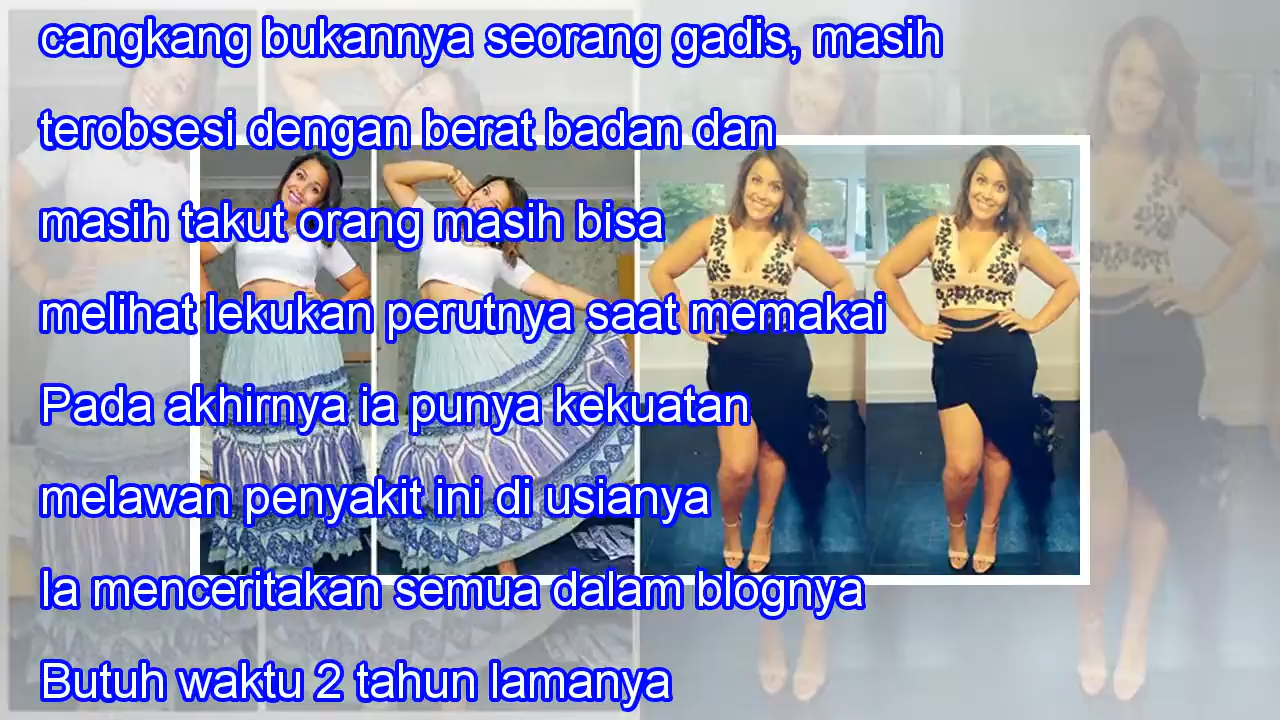 cangkang bukannya seorang gadis, masih
terobsesi dengan berat badan dan
masih takut orang masih bisa
melihat lekukan perutnya saat memakai
Pada akhirnya ia punya kekuatan
melawan penyakit ini di usianya
Ia menceritakan semua dalam blognya
Butuh waktu 2 tahun lamanya